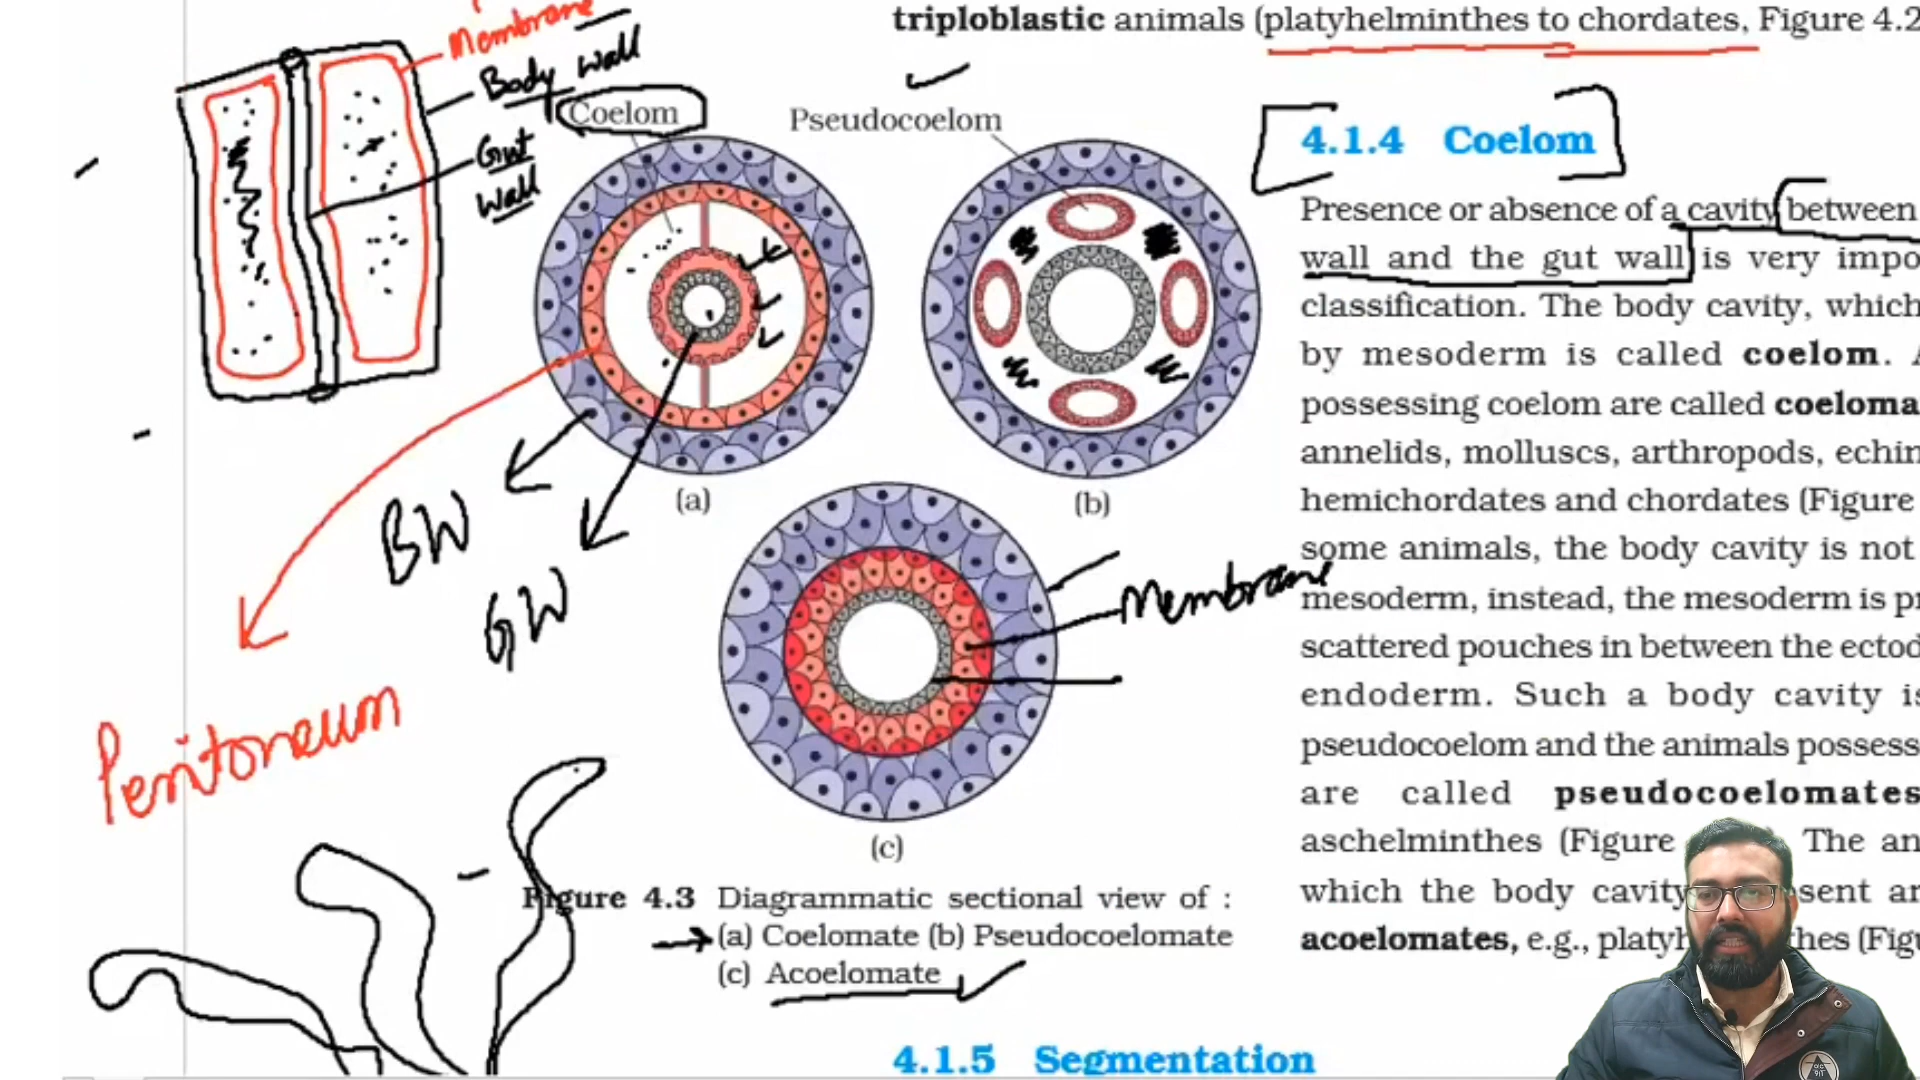 Membrane
Body wall
Gut
wall
Coelom
Pseudocoelom
(a)
(b)
BW
GW
Membrane
Peritoneum
(c)
Figure 4.3 Diagrammatic sectional view of :
(a) Coelomate (b) Pseudocoelomate
(c) Acoelomate
triploblastic animals (platyhelminthes to chordates, Figure 4.2
4.1.4 Coelom
Presence or absence of a cavity between
wall and the gut wall is very impo
classification. The body cavity, which
by mesoderm is called coelom. A
possessing coelom are called coeloma
annelids, molluscs, arthropods, echin
hemichordates and chordates (Figure
some animals, the body cavity is not
mesoderm, instead, the mesoderm is pr
scattered pouches in between the ectod
endoderm. Such a body cavity is
pseudocoelom and the animals possess
are called pseudocoelomates
aschelminthes (Figure The an
which the body cavity sent ar
acoelomates, e.g., platyh thes (Figu
4.1.5 Segmentation